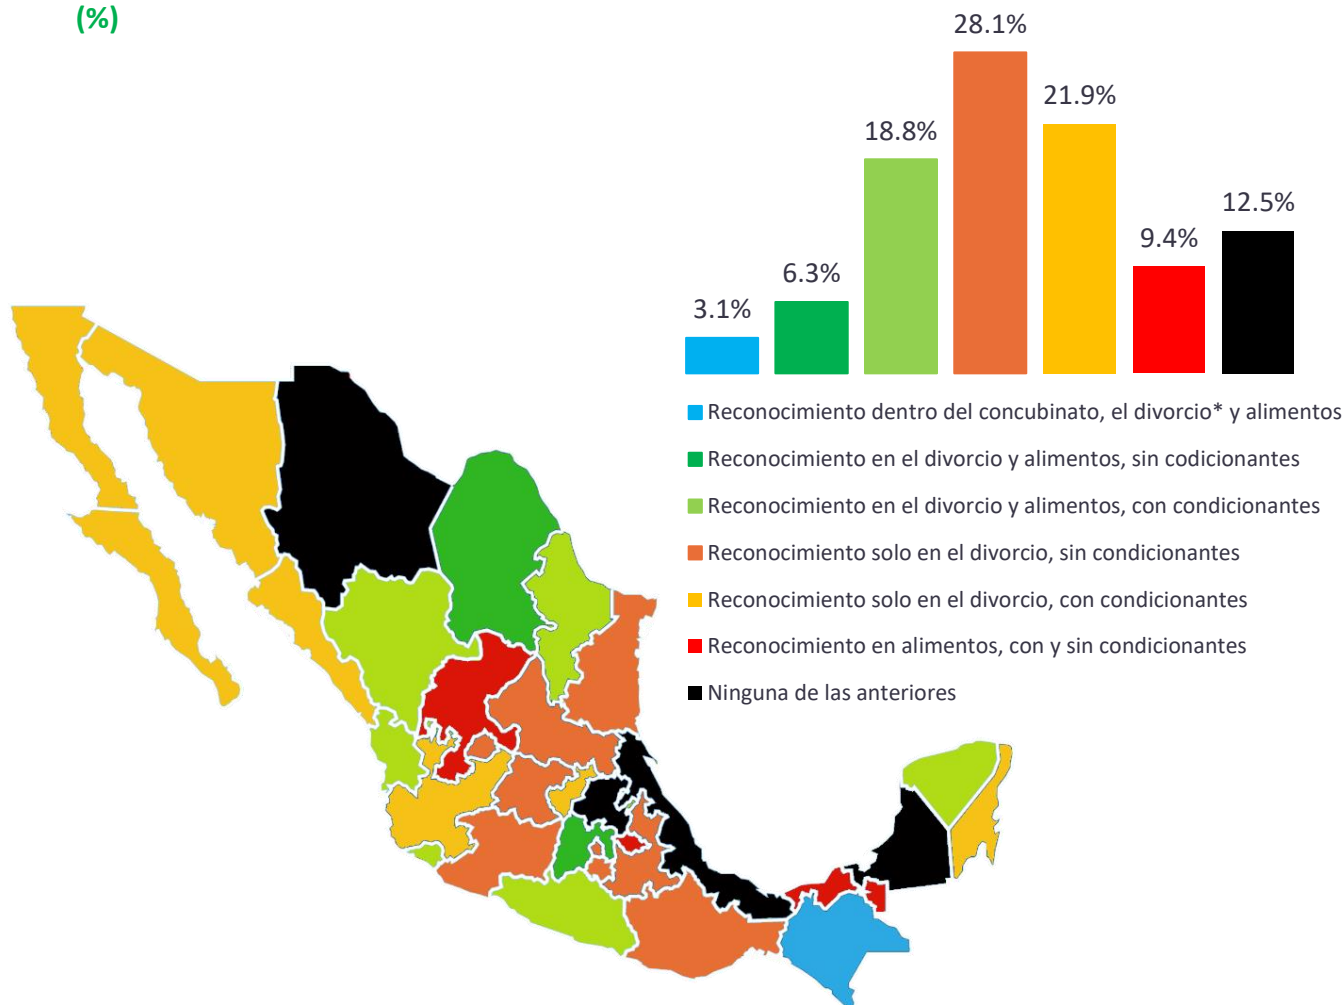 (%)
28.1%
21.9%
18.8%
12.5%
9.4%
6.3%
3.1%
Reconocimiento dentro del concubinato, el divorcio* y alimentos
Reconocimiento en el divorcio y alimentos, sin codicionantes
Reconocimiento en el divorcio y alimentos, con condicionantes
Reconocimiento solo en el divorcio, sin condicionantes
Reconocimiento solo en el divorcio, con condicionantes
Reconocimiento en alimentos, con y sin condicionantes
Ninguna de las anteriores